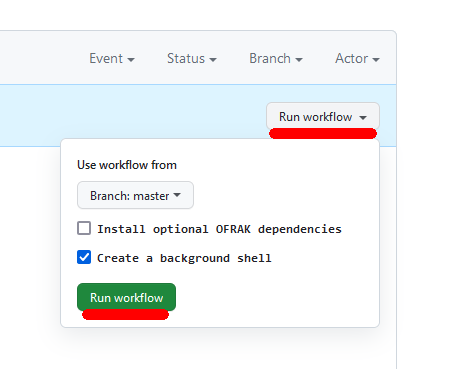 Event Status Branch Actor
Run workflow
Use workflow from
Branch: master
Install optional OFRAK dependencies
Create a background shell
Run workflow